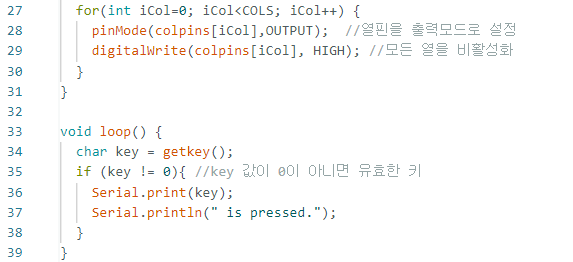 27 for(int iCol=0; iCol<COLS; iCol++) {
28 pinMode(colpins[iCol],OUTPUT); //열핀을 출력모드로 설정
29 digitalWrite(colpins[iCol], HIGH); //모든 열을 비활성화
30 }
31 }
32
33 void loop() {
34 char key = getkey();
35 if (key != 0){ //key 값이 0이 아니면 유효한 키
36 Serial.print(key);
37 Serial.println(" is pressed.");
38 }
39 }